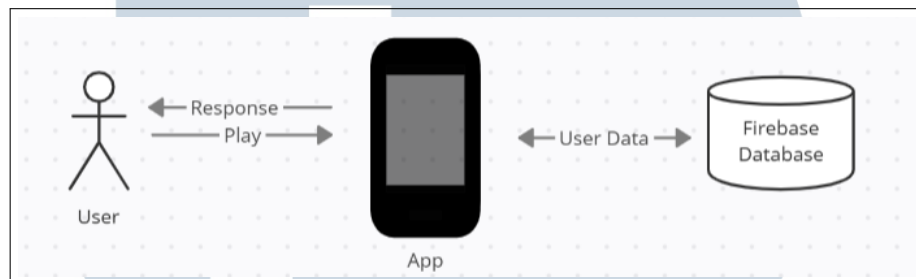 Response
Play
User Data
Firebase
Database
User
App